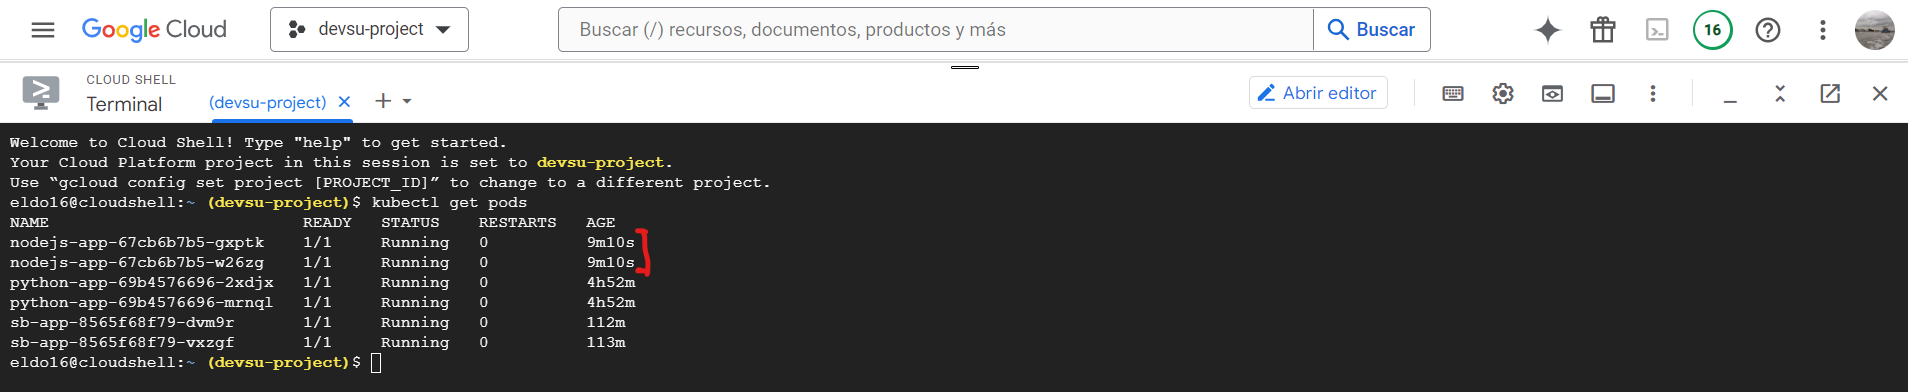 Google Cloud
devsu-project
Buscar (/) recursos, documentos, productos y más
Buscar
16
CLOUD SHELL
Terminal
(devsu-project)
Abrir editor
Welcome to Cloud Shell! Type "help" to get started.
Your Cloud Platform project in this session is set to devsu-project.
Use “gcloud config set project [PROJECT_ID]” to change to a different project.
eldo16@cloudshell:~ (devsu-project)$ kubectl get pods
NAME READY STATUS RESTARTS AGE
nodejs-app-67cb6b7b5-gxptk 1/1 Running 0 9m10s
nodejs-app-67cb6b7b5-w26zg 1/1 Running 0 9m10s
python-app-69b4576696-2xdjx 1/1 Running 0 4h52m
python-app-69b4576696-mrnql 1/1 Running 0 4h52m
sb-app-8565f68f79-dvm9r 1/1 Running 0 112m
sb-app-8565f68f79-vxzgf 1/1 Running 0 113m
eldo16@cloudshell:~ (devsu-project)$